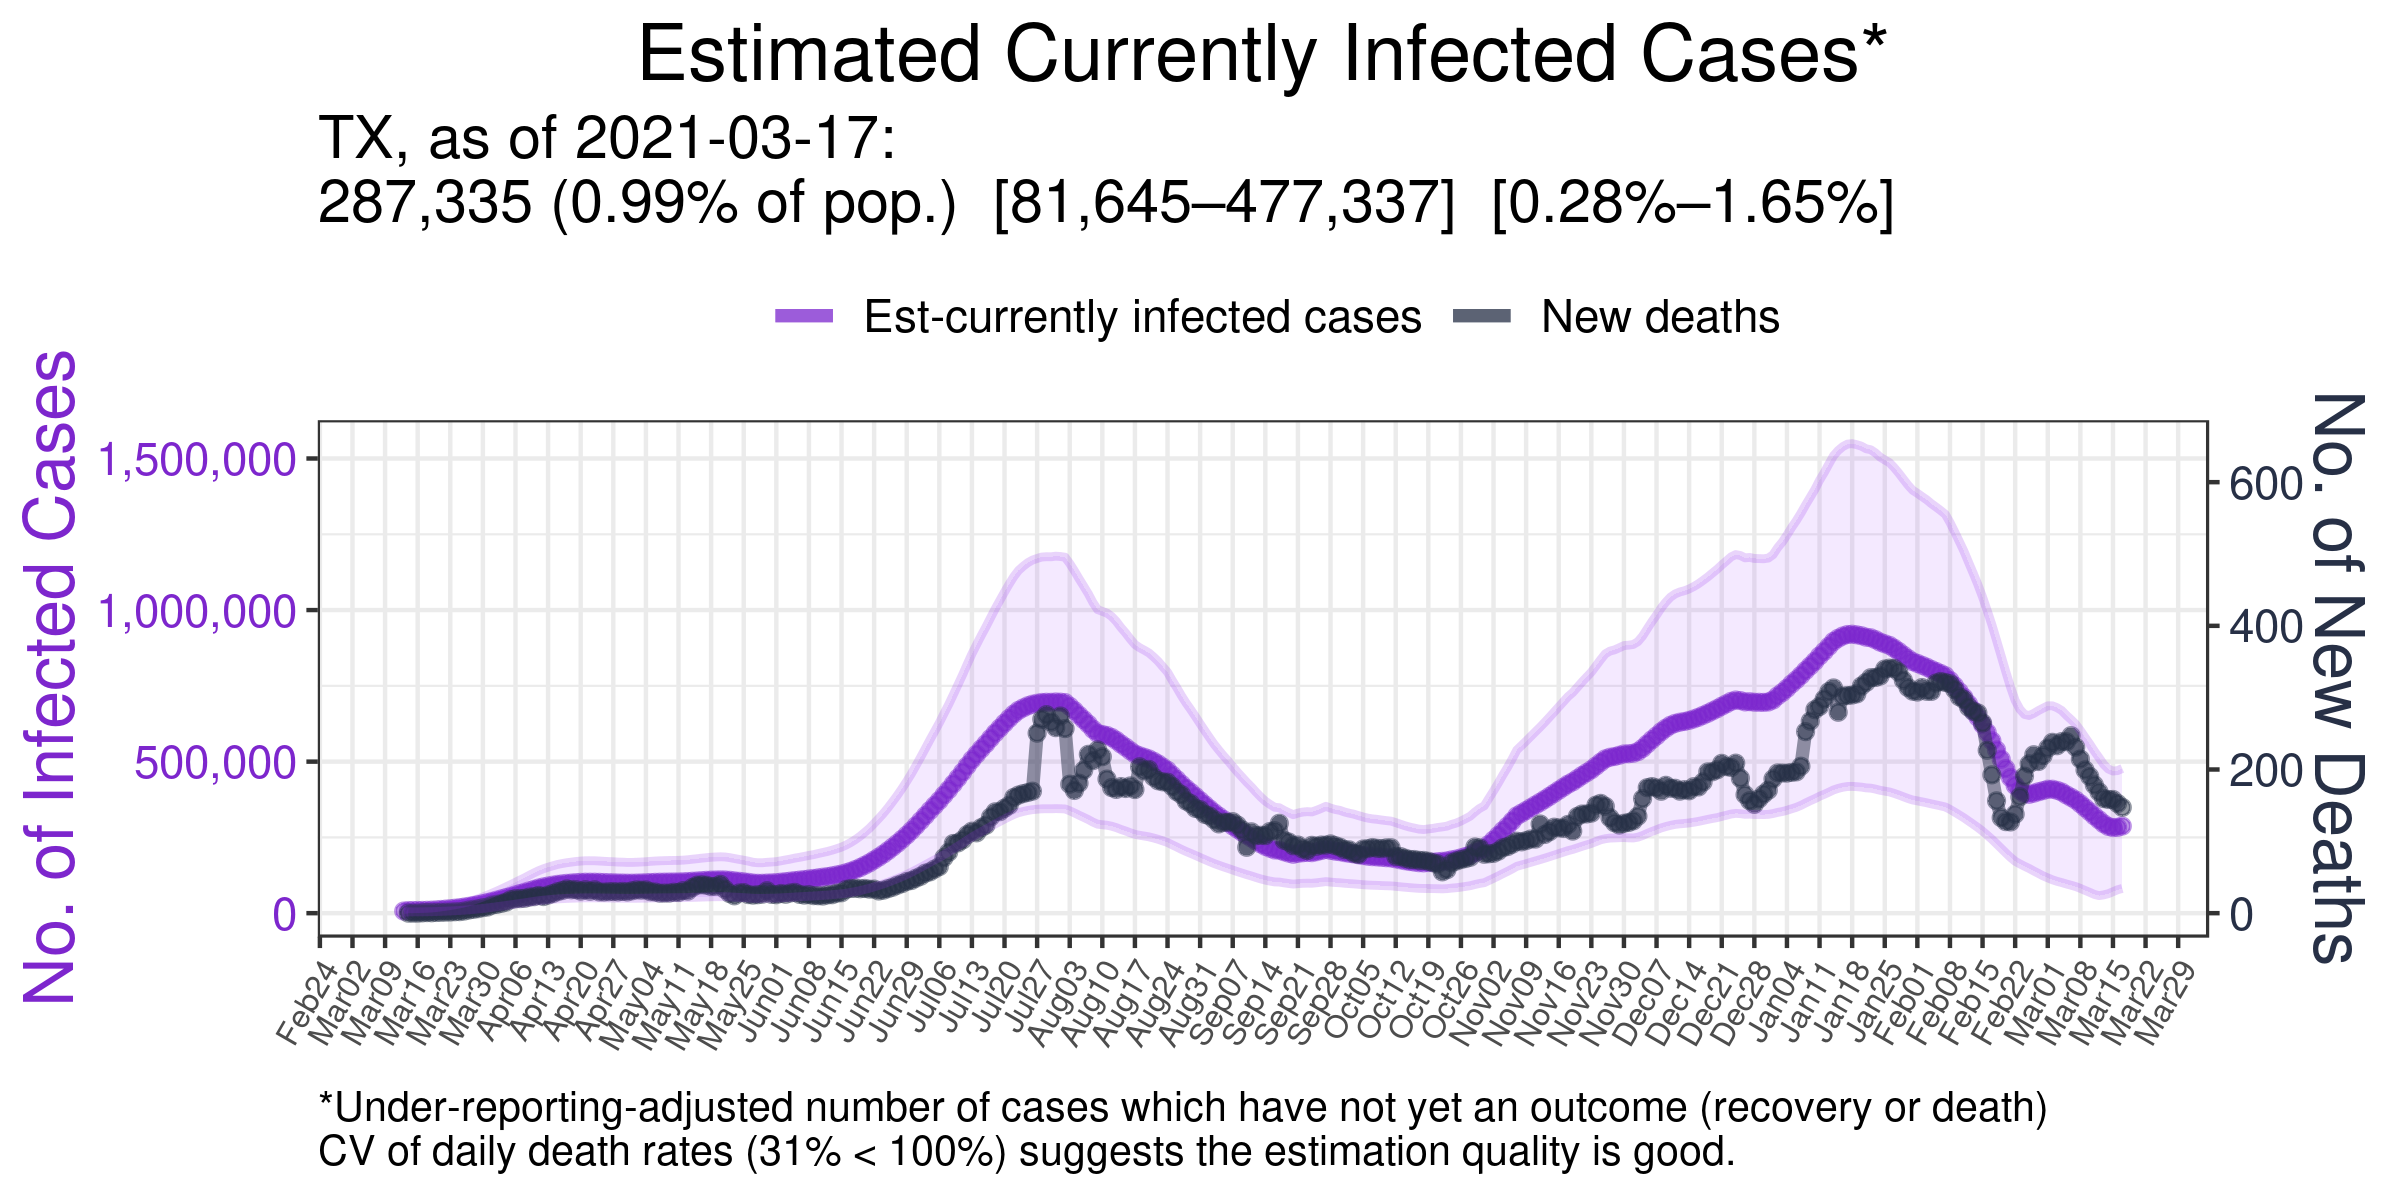 Estimated Currently Infected Cases*
TX, as of 2021-03-17:
287,335 (0.99% of pop.) [81,645–477,337] [0.28%–1.65%]
Est-currently infected cases
New deaths
No. of Infected Cases
1,500,000
1,000,000
500,000
0
600
400
200
0
No. of New Deaths
Feb24
Mar02
Mar09
Mar16
Mar23
Mar30
Apr06
Apr13
Apr20
Apr27
May04
May11
May18
May25
Jun01
Jun08
Jun15
Jun22
Jun29
Jul06
Jul13
Jul20
Jul27
Aug03
Aug10
Aug17
Aug24
Aug31
Sep07
Sep14
Sep21
Sep28
Oct05
Oct12
Oct19
Oct26
Nov02
Nov09
Nov16
Nov23
Nov30
Dec07
Dec14
Dec21
Dec28
Jan04
Jan11
Jan18
Jan25
Feb01
Feb08
Feb15
Feb22
Mar01
Mar08
Mar15
Mar22
Mar29
*Under-reporting-adjusted number of cases which have not yet an outcome (recovery or death)
CV of daily death rates (31% < 100%) suggests the estimation quality is good.